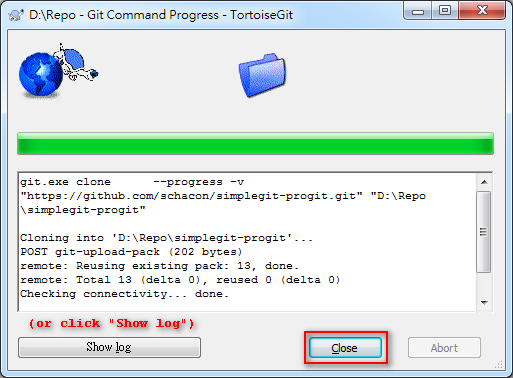 D:\Repo - Git Command Progress - TortoiseGit
git.exe clone      --progress -v
"https://github.com/schacon/simplegit-progit.git" "D:\Repo
\simplegit-progit"
Cloning into 'D:\Repo\simplegit-progit'...
POST git-upload-pack (202 bytes)
remote: Reusing existing pack: 13, done.
remote: Total 13 (delta 0), reused 0 (delta 0)
Checking connectivity... done.
(or click "Show log")
Show log
Close
Abort